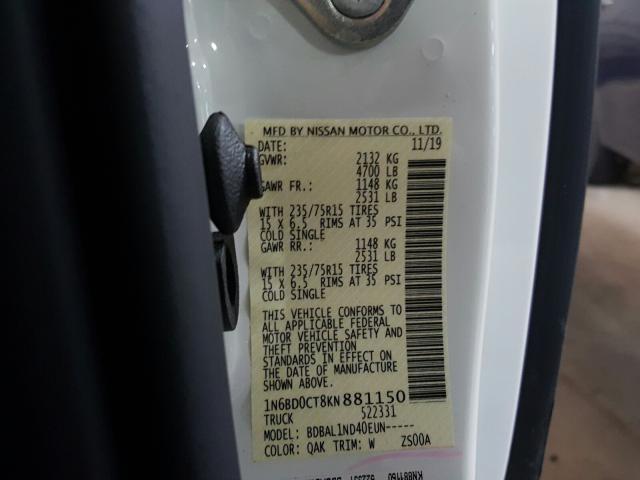 MFD BY NISSAN MOTOR CO., LTD.
DATE: 11/19
GVWR: 2132 KG
4700 LB
GAWR FR.: 1148 KG
2531 LB
WITH 235/75R15 TIRES
15 X 6.5 RIMS AT 35 PSI
COLD SINGLE
GAWR RR.: 1148 KG
2531 LB
WITH 235/75R15 TIRES
15 X 6.5 RIMS AT 35 PSI
COLD SINGLE
THIS VEHICLE CONFORMS TO
ALL APPLICABLE FEDERAL
MOTOR VEHICLE SAFETY AND
THEFT PREVENTION
STANDARDS IN EFFECT ON
THE DATE OF MANUFACTURE
SHOWN ABOVE.
1N6BD0CT8KN881150
TRUCK 522331
MODEL: BDBAL1ND40EUN-----
COLOR: QAK TRIM: W ZS00A